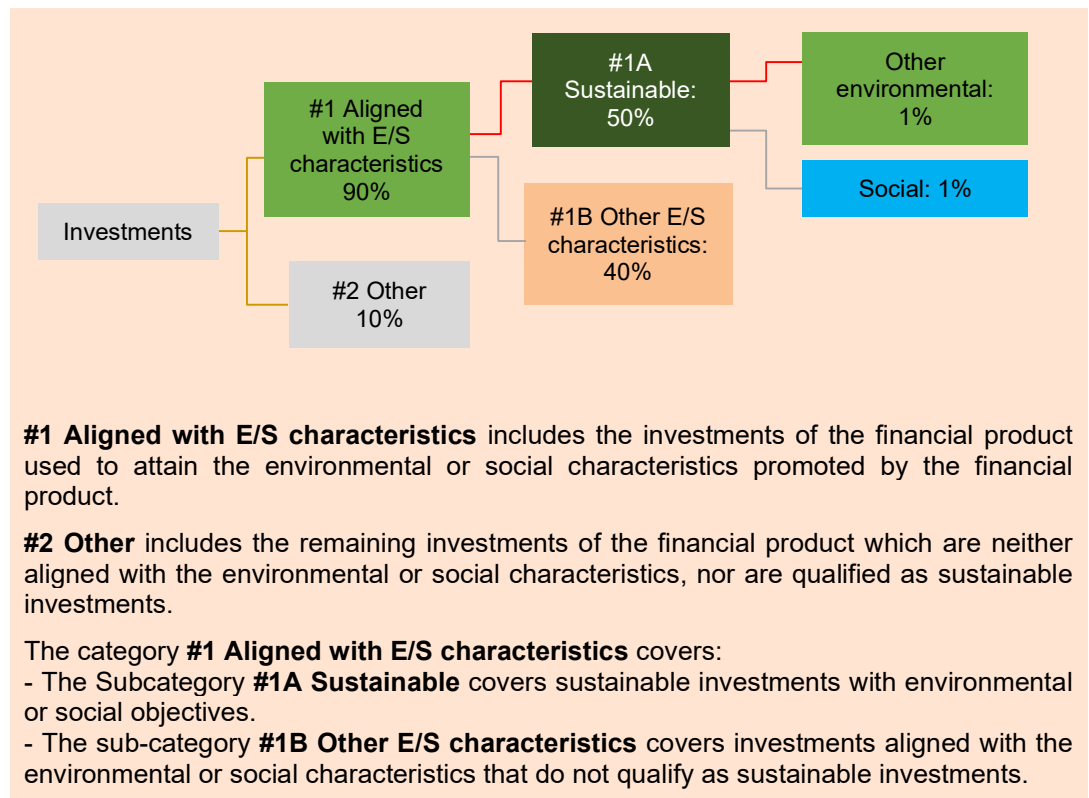 #1 Aligned
with E/S
characteristics
90%
#1A
Sustainable:
50%
Other
environmental:
1%
Social: 1%
Investments
#1B Other E/S
characteristics:
40%
#2 Other
10%
#1 Aligned with E/S characteristics includes the investments of the financial product
used to attain the environmental or social characteristics promoted by the financial
product.
#2 Other includes the remaining investments of the financial product which are neither
aligned with the environmental or social characteristics, nor are qualified as sustainable
investments.
The category #1 Aligned with E/S characteristics covers:
- The Subcategory #1A Sustainable covers sustainable investments with environmental
or social objectives.
- The sub-category #1B Other E/S characteristics covers investments aligned with the
environmental or social characteristics that do not qualify as sustainable investments.